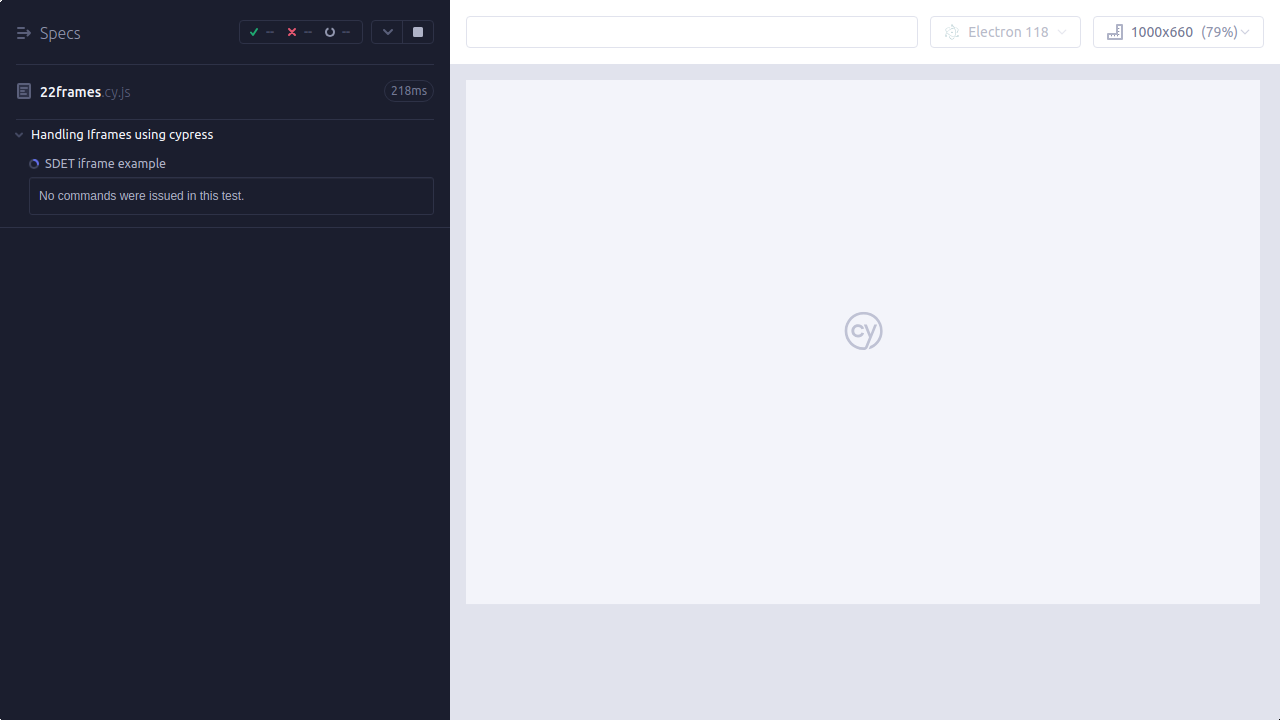 Specs
-- -- --
Electron 118
1000x660 (79%)
22frames.cy.js
218ms
Handling Iframes using cypress
SDET iframe example
No commands were issued in this test.
cy